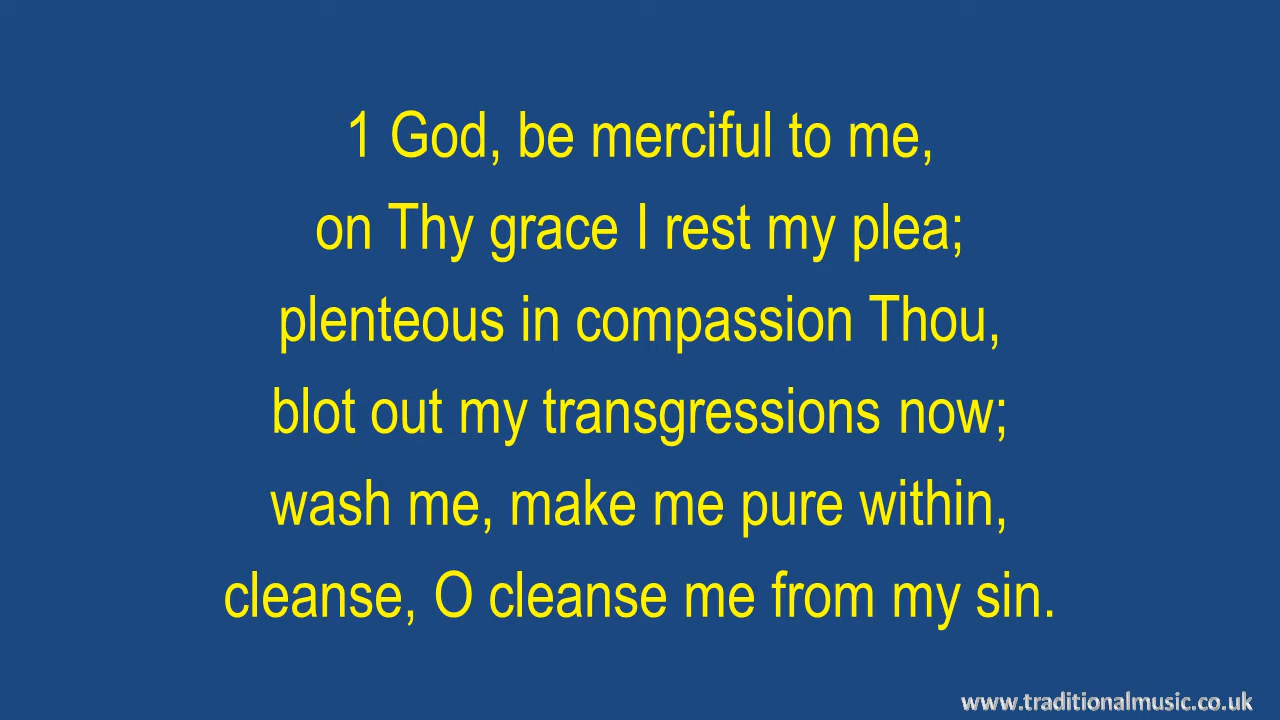 1 God, be merciful to me,
on Thy grace I rest my plea;
plenteous in compassion Thou,
blot out my transgressions now;
wash me, make me pure within,
cleanse, O cleanse me from my sin.
www.traditionalmusic.co.uk